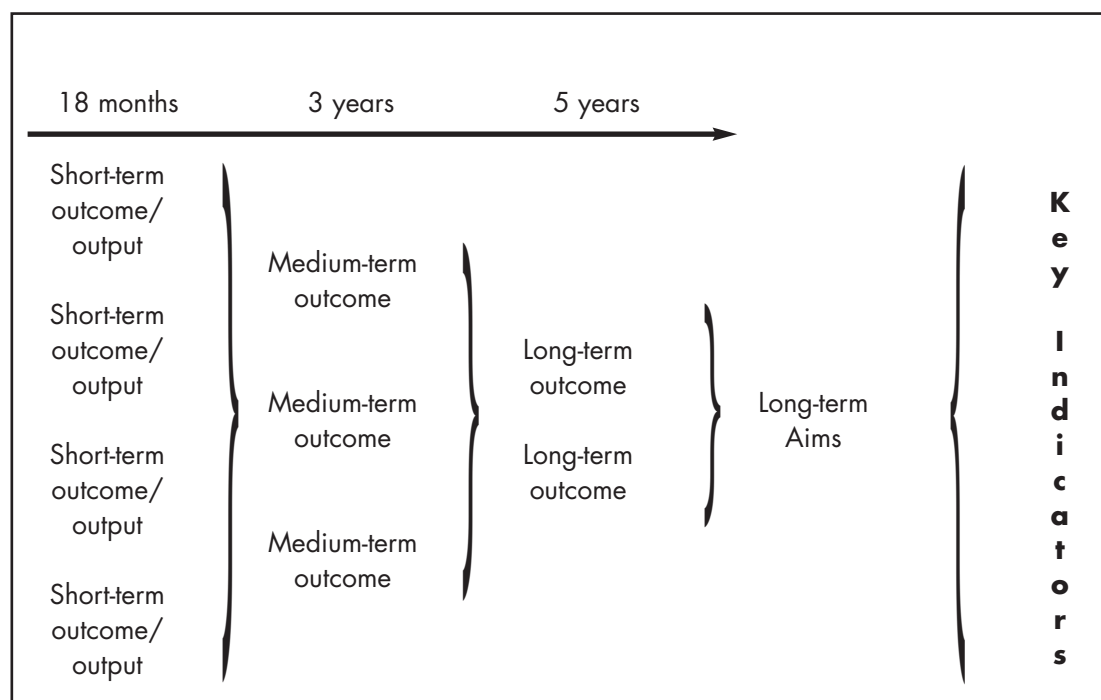 18 months 3 years 5 years
Short-term
outcome/
output
Short-term
outcome/
output
Short-term
outcome/
output
Short-term
outcome/
output
Medium-term
outcome
Medium-term
outcome
Medium-term
outcome
Long-term
outcome
Long-term
outcome
Long-term
Aims
Key Indicators